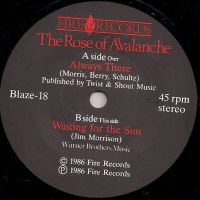 FIRE RECORDS
The Rose of Avalanche
A side Over
Always There
(Morris, Berry, Schultz)
Published by Twist & Shout Music
Blaze-18
45 rpm
stereo
B side This side
Waiting for the Sun
(Jim Morrison)
Warner Brothers Music
© 1986 Fire Records
℗ 1986 Fire Records